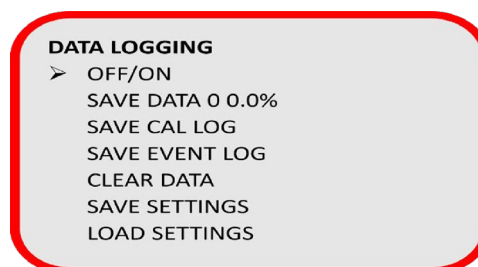 DATA LOGGING
➢ OFF/ON
SAVE DATA 0 0.0%
SAVE CAL LOG
SAVE EVENT LOG
CLEAR DATA
SAVE SETTINGS
LOAD SETTINGS